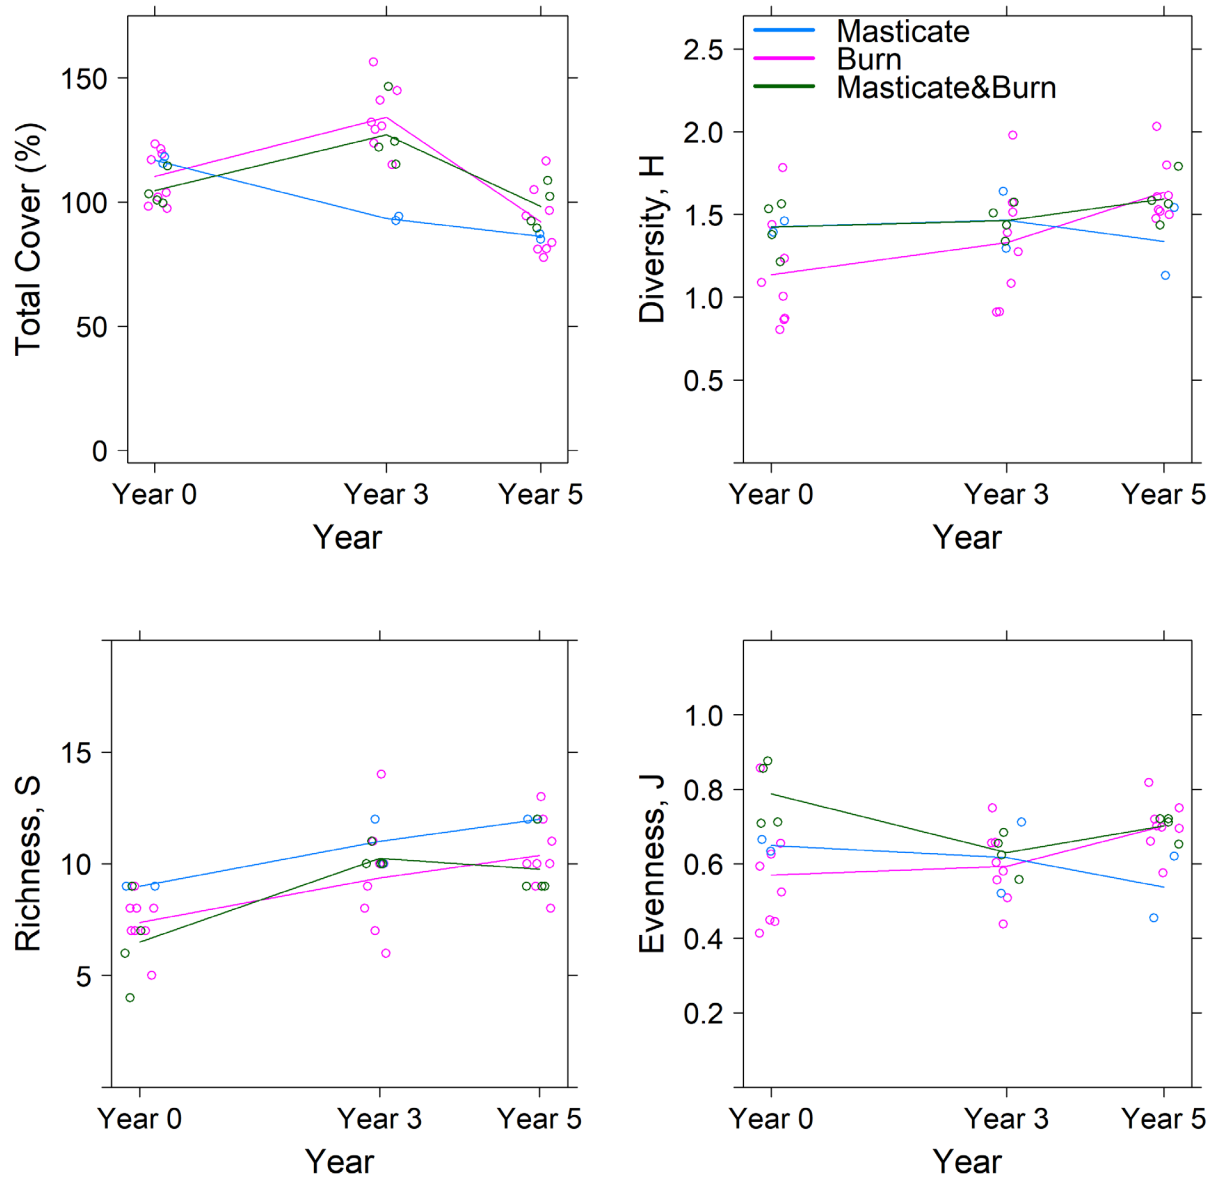 Total Cover (%)
150
100
50
0
Year 0
Year 3
Year 5
Year
Masticate
Burn
Masticate&Burn
Diversity, H
2.5
2.0
1.5
1.0
0.5
Year 0
Year 3
Year 5
Year
Richness, S
15
10
5
Year 0
Year 3
Year 5
Year
Evenness, J
1.0
0.8
0.6
0.4
0.2
Year 0
Year 3
Year 5
Year